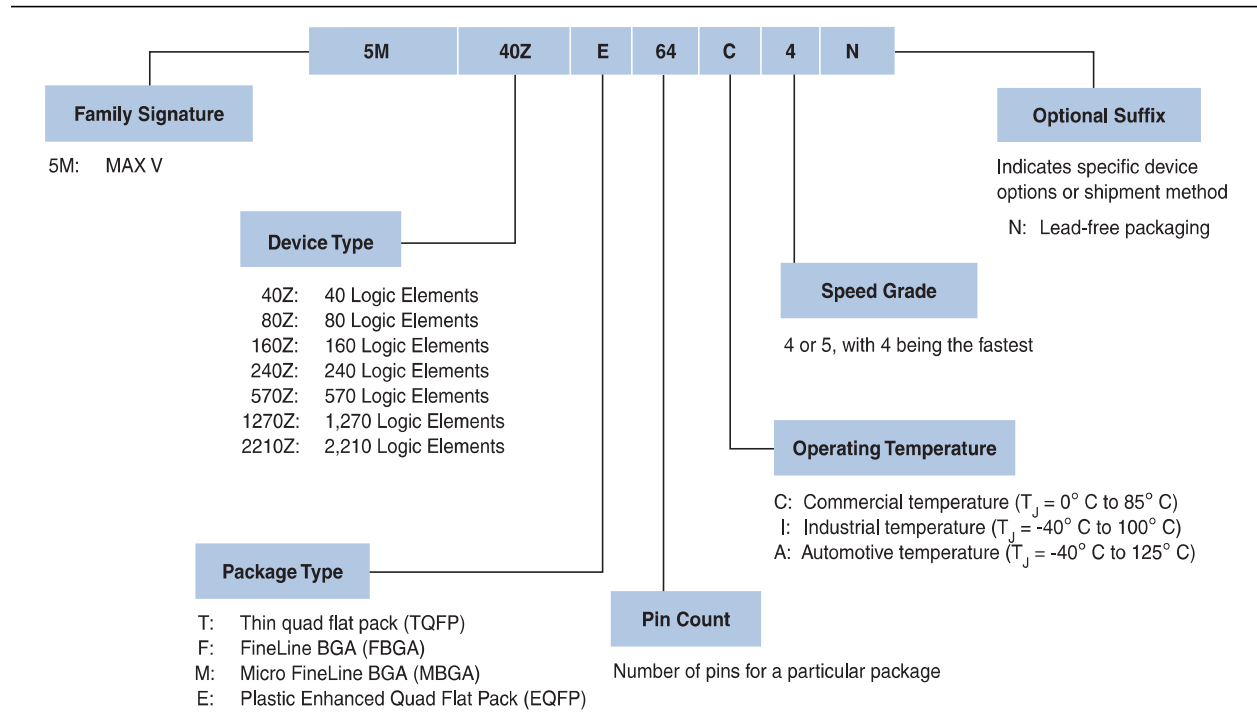 5M 40Z E 64 C 4 N
Family Signature
5M: MAX V
Optional Suffix
Indicates specific device
options or shipment method
N: Lead-free packaging
Device Type
40Z: 40 Logic Elements
80Z: 80 Logic Elements
160Z: 160 Logic Elements
240Z: 240 Logic Elements
570Z: 570 Logic Elements
1270Z: 1,270 Logic Elements
2210Z: 2,210 Logic Elements
Speed Grade
4 or 5, with 4 being the fastest
Operating Temperature
C: Commercial temperature (TJ = 0° C to 85° C)
I: Industrial temperature (TJ = -40° C to 100° C)
A: Automotive temperature (TJ = -40° C to 125° C)
Package Type
T: Thin quad flat pack (TQFP)
F: FineLine BGA (FBGA)
M: Micro FineLine BGA (MBGA)
E: Plastic Enhanced Quad Flat Pack (EQFP)
Pin Count
Number of pins for a particular package